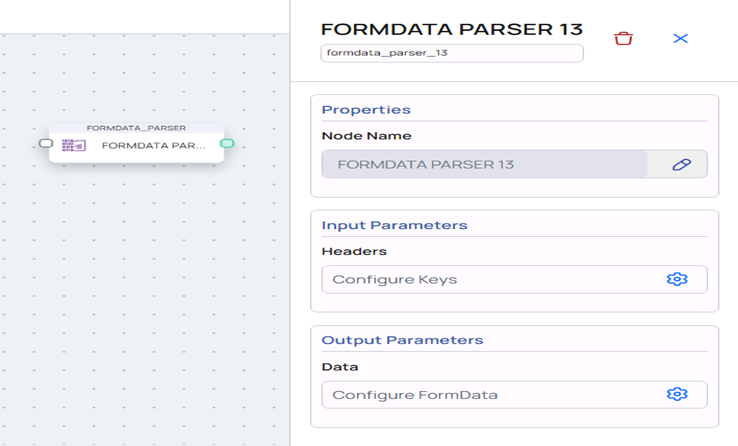 FORMDATA_PARSER
FORMDATA PAR...
FORMDATA PARSER 13
formdata_parser_13
Properties
Node Name
FORMDATA PARSER 13
Input Parameters
Headers
Configure Keys
Output Parameters
Data
Configure FormData